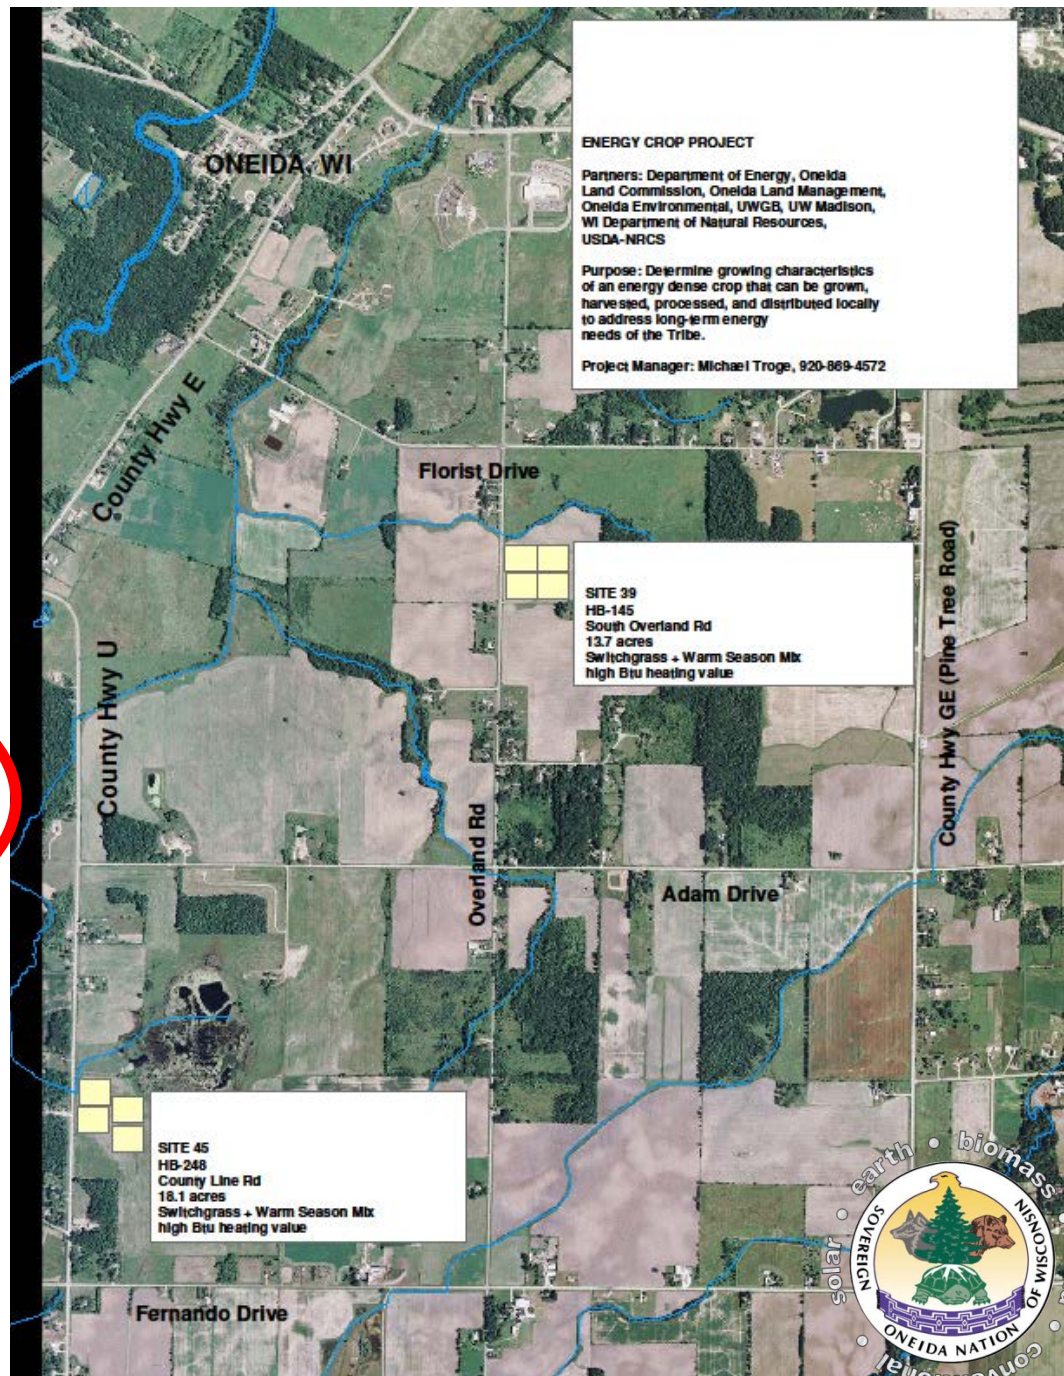 ONEIDA, WI
ENERGY CROP PROJECT
Partners: Department of Energy, Oneida
Land Commission, Oneida Land Management,
Oneida Environmental, UWGB, UW Madison,
WI Department of Natural Resources,
USDA-NRCS
Purpose: Determine growing characteristics
of an energy dense crop that can be grown,
harvested, processed, and distributed locally
to address long-term energy
needs of the Tribe.
Project Manager: Michael Troge, 920-869-4572
County Hwy E
Florist Drive
SITE 39
HB-145
South Overland Rd
13.7 acres
Switchgrass + Warm Season Mix
high Btu heating value
County Hwy GE (Pine Tree Road)
County Hwy U
Overland Rd
Adam Drive
SITE 45
HB-248
County Line Rd
18.1 acres
Switchgrass + Warm Season Mix
high Btu heating value
Fernando Drive
solar • earth • biomass
SOVEREIGN
ONEIDA NATION
OF WISCONSIN